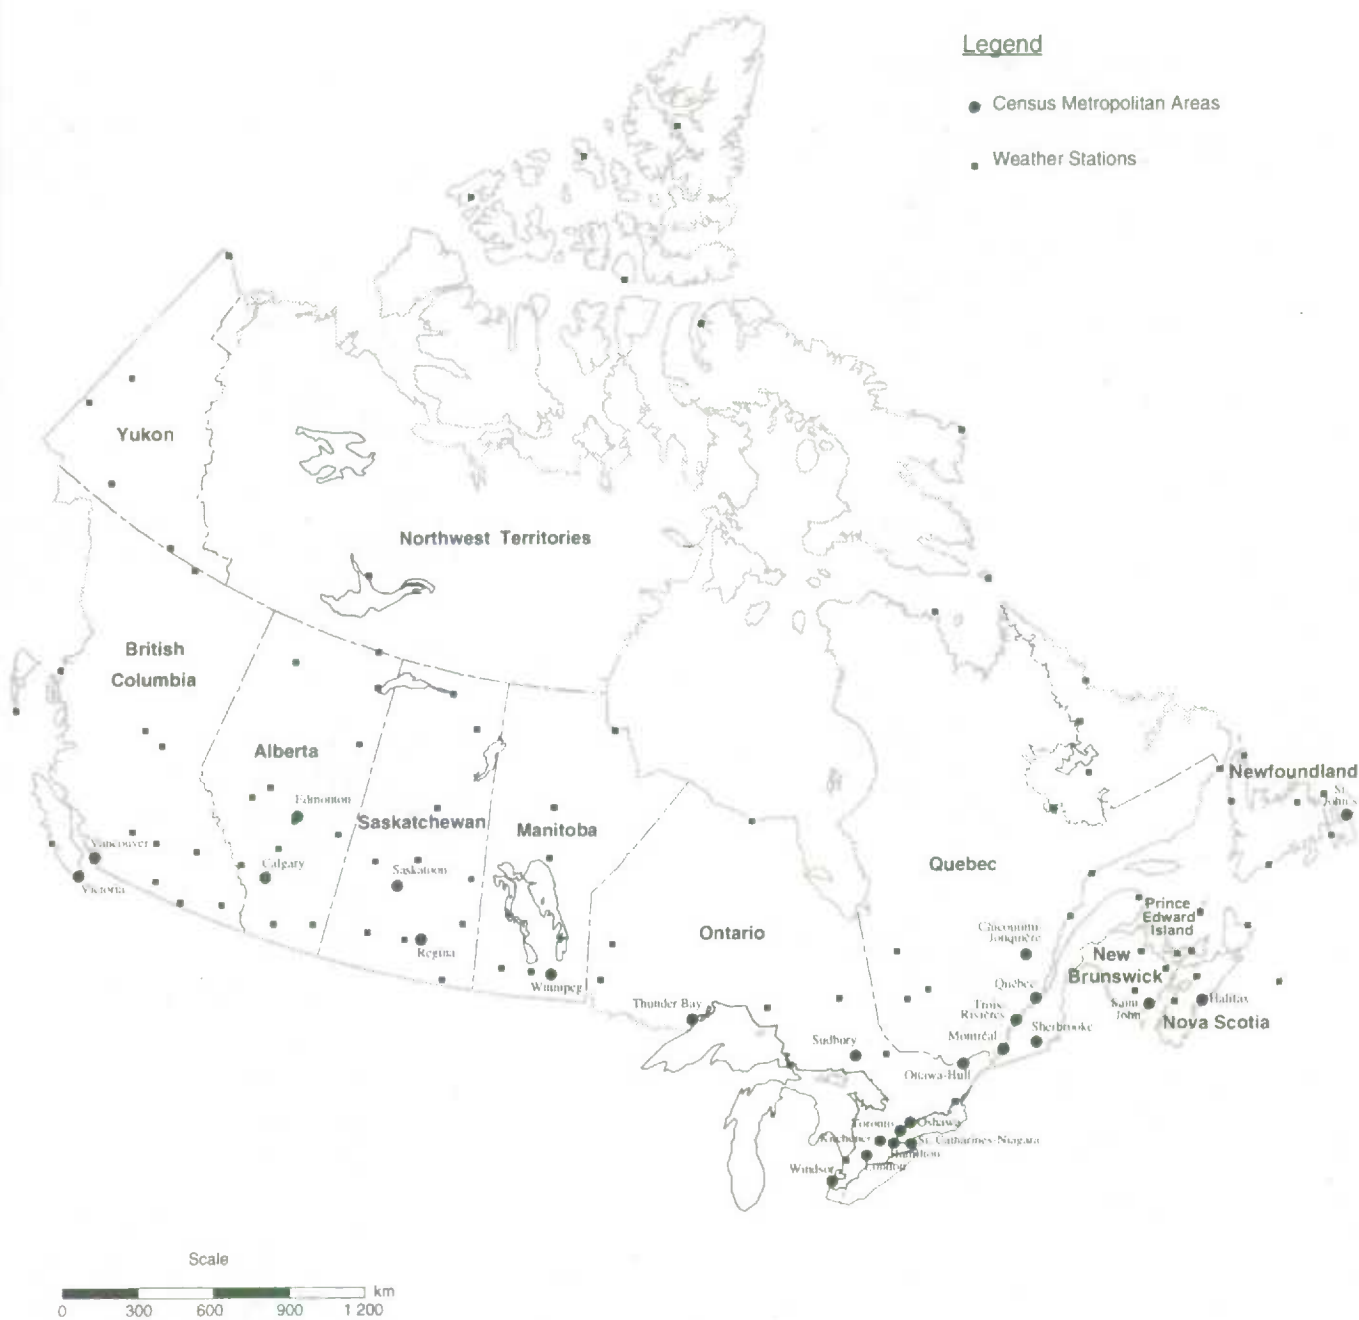 Legend
Census Metropolitan Areas
Weather Stations
Yukon
Northwest Territories
British
Columbia
Alberta
Edmonton
Calgary
Vancouver
Victoria
Saskatchewan
Saskatoon
Regina
Manitoba
Winnipeg
Ontario
Thunder Bay
Sudbury
Ottawa-Hull
Toronto
Oshawa
Kitchener
St. Catharines-Niagara
Hamilton
London
Windsor
Quebec
Chicoutimi-
Jonquière
Québec
Trois-
Rivières
Sherbrooke
Montréal
Newfoundland
St.
John's
Prince
Edward
Island
New
Brunswick
Saint
John
Halifax
Nova Scotia
Scale
km
0 300 600 900 1 200